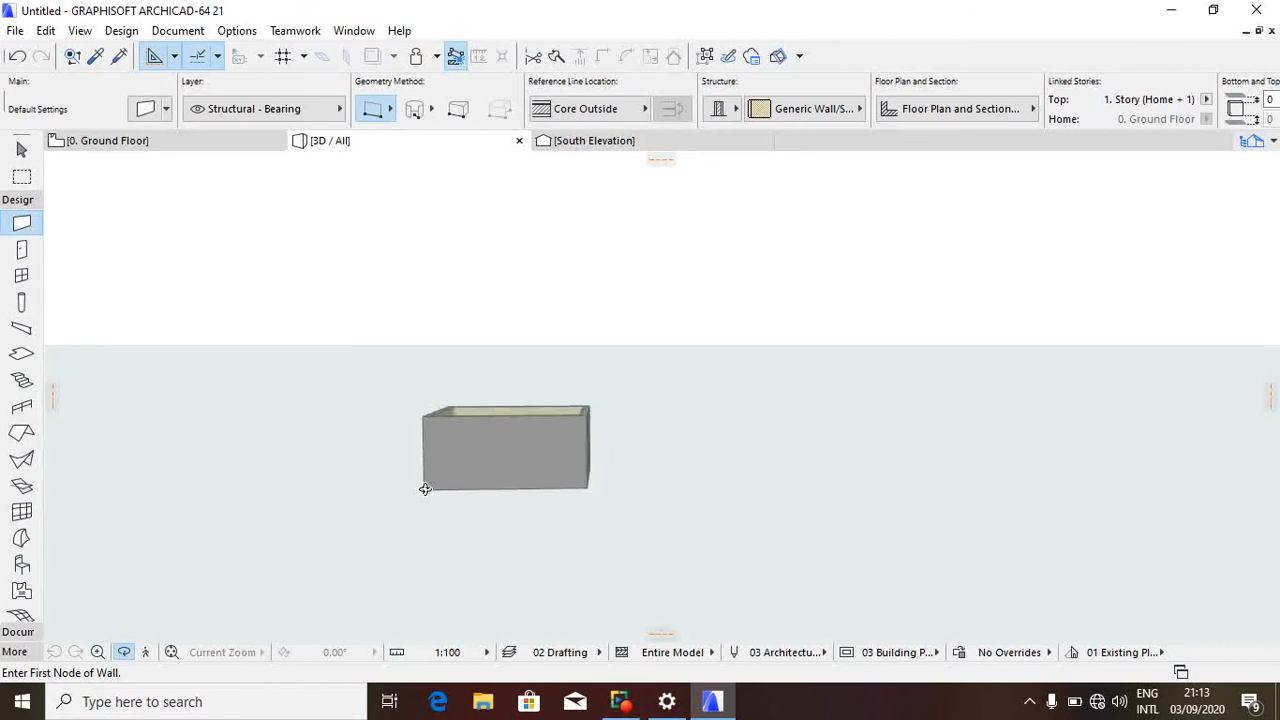 Untitled - GRAPHISOFT ARCHICAD-64 21
File Edit View Design Document Options Teamwork Window Help
Main: Layer: Geometry Method: Reference Line Location: Structure: Floor Plan and Section: Linked Stories: Bottom and Top
Default Settings Structural - Bearing Core Outside Generic Wall/S... Floor Plan and Section... Top: 1. Story (Home + 1) 0
Home: 0. Ground Floor 0
[0. Ground Floor] [3D / All] [South Elevation]
Design
Docum
More Current Zoom 0.00° 1:100 02 Drafting Entire Model 03 Architectu... 03 Building P... No Overrides 01 Existing Pl...
Enter First Node of Wall.
Type here to search
ENG
INTL
21:13
03/09/2020
9